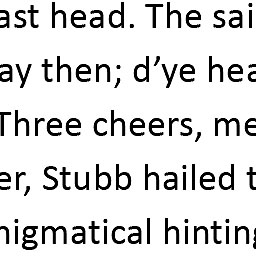 ast head. The sai
ay then; d’ye hea
Three cheers, me
er, Stubb hailed t
nigmatical hinting